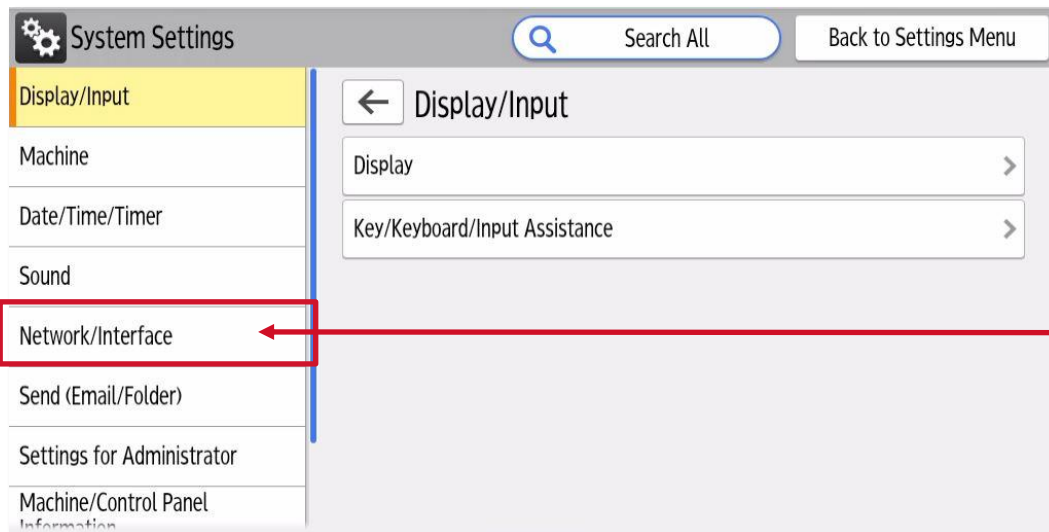 System Settings
Search All
Back to Settings Menu
Display/Input
Machine
Date/Time/Timer
Sound
Network/Interface
Send (Email/Folder)
Settings for Administrator
Machine/Control Panel
Information
Display/Input
Display
Key/Keyboard/Input Assistance